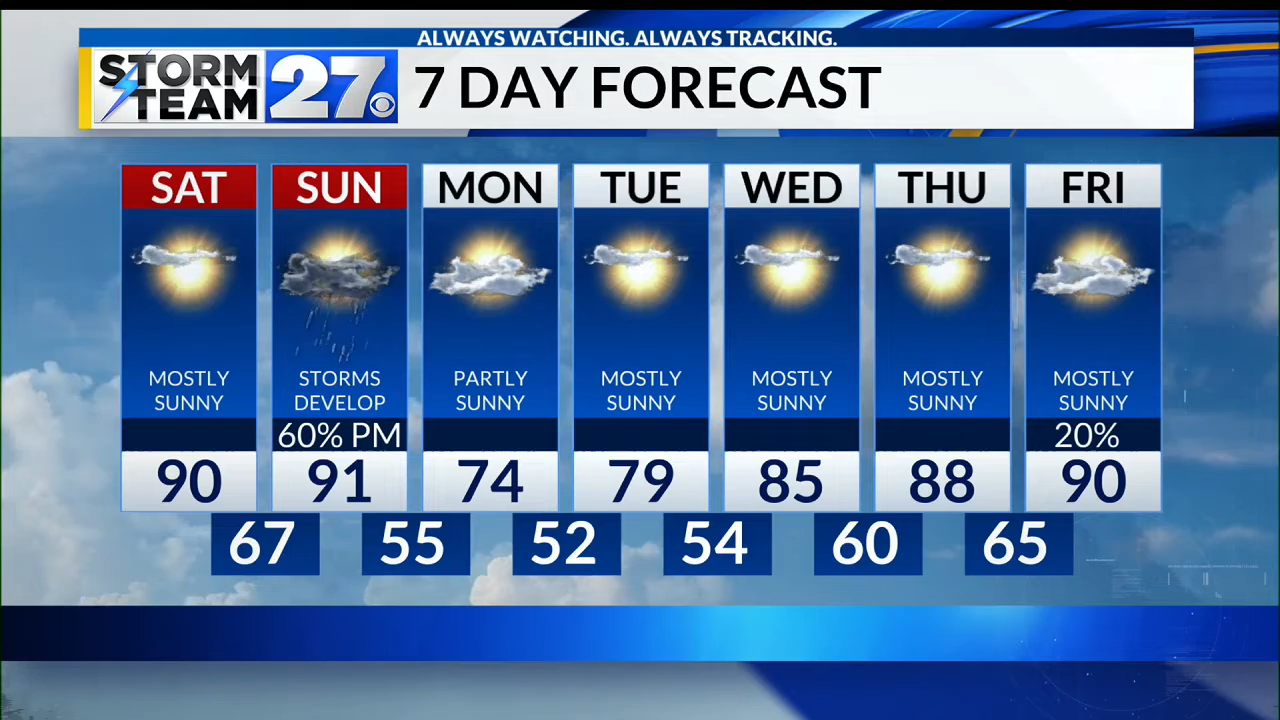 ALWAYS WATCHING. ALWAYS TRACKING.
STORM
TEAM
27
7 DAY FORECAST
SAT
SUN
MON
TUE
WED
THU
FRI
MOSTLY
SUNNY
STORMS
DEVELOP
PARTLY
SUNNY
MOSTLY
SUNNY
MOSTLY
SUNNY
MOSTLY
SUNNY
MOSTLY
SUNNY
60% PM
20%
90
91
74
79
85
88
90
67
55
52
54
60
65